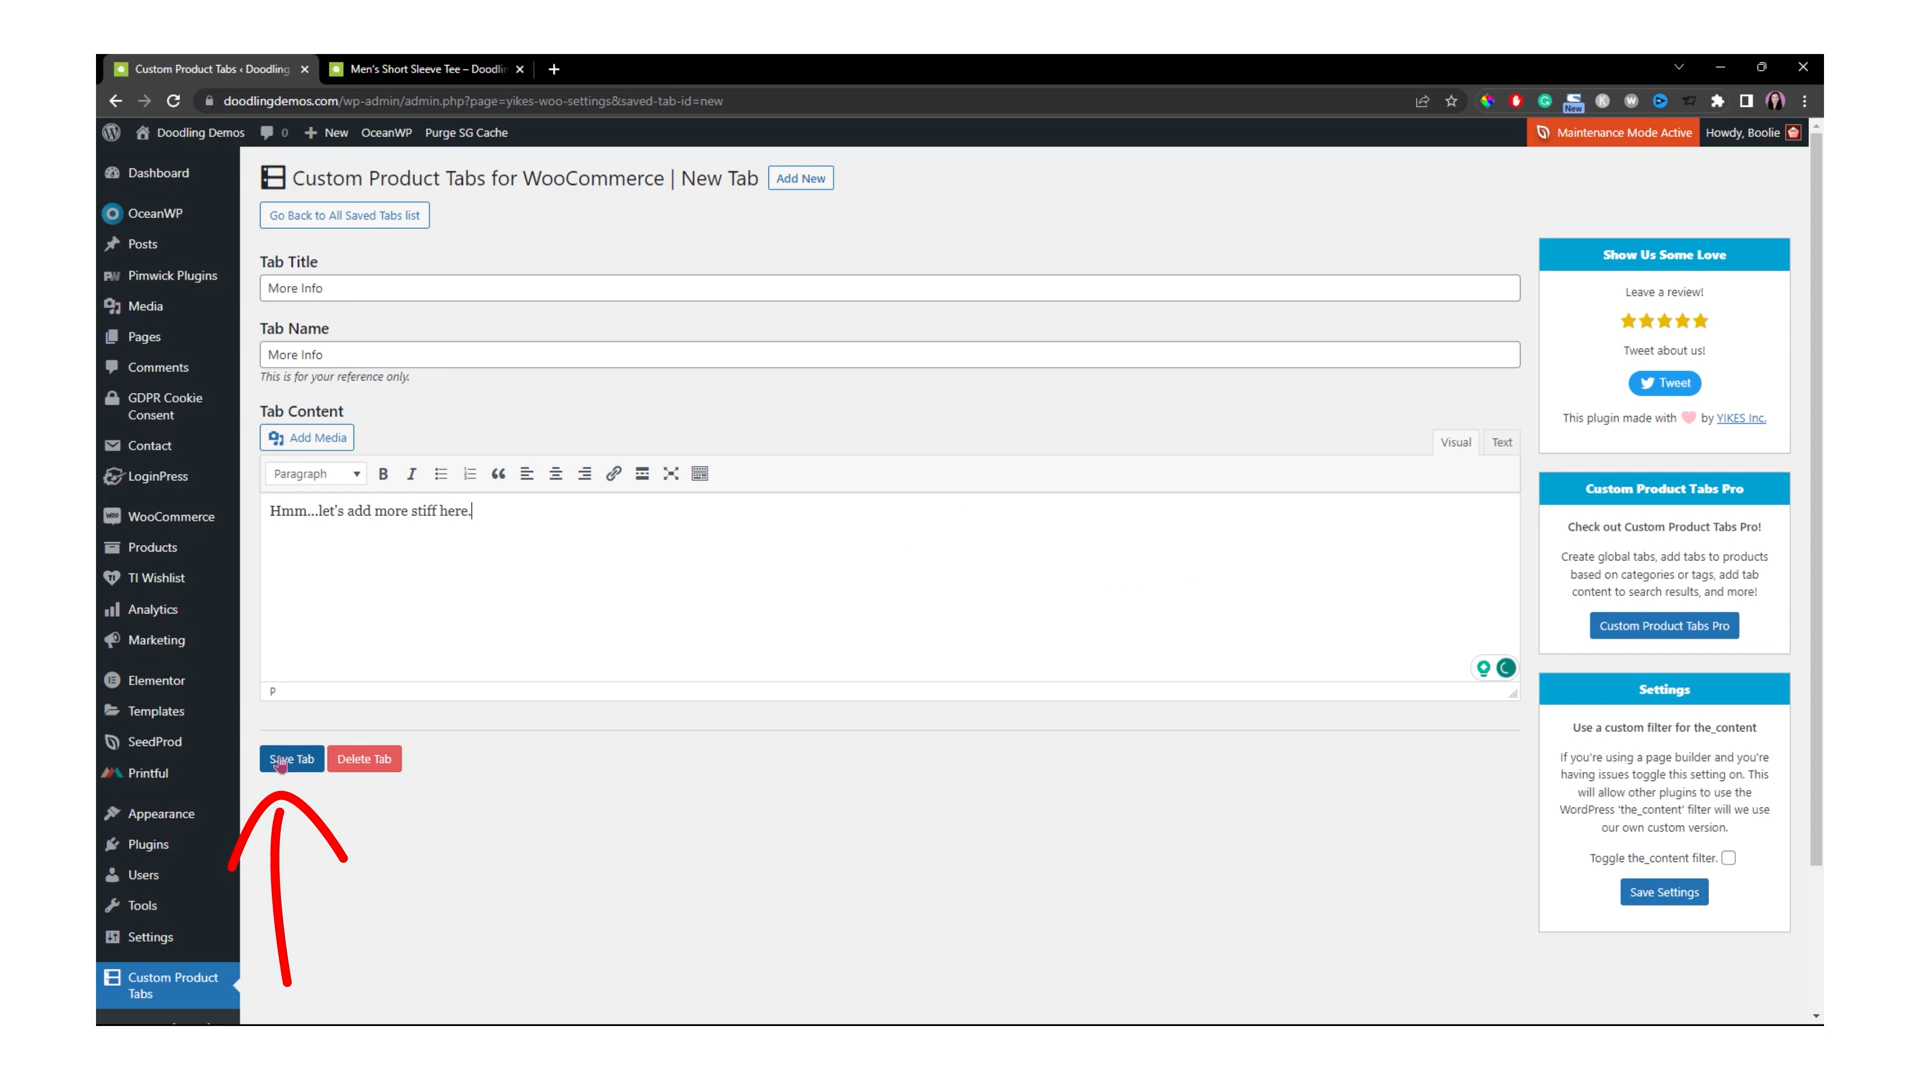 Custom Product Tabs ‹ Doodling
Men's Short Sleeve Tee – Doodli
doodlingdemos.com/wp-admin/admin.php?page=yikes-woo-settings&saved-tab-id=new
New
Doodling Demos
0
New
OceanWP
Purge SG Cache
Maintenance Mode Active
Howdy, Boolie
Dashboard
OceanWP
Posts
Pimwick Plugins
Media
Pages
Comments
GDPR Cookie
Consent
Contact
LoginPress
WooCommerce
Products
TI Wishlist
Analytics
Marketing
Elementor
Templates
SeedProd
Printful
Appearance
Plugins
Users
Tools
Settings
Custom Product
Tabs
Custom Product Tabs for WooCommerce | New Tab
Add New
Go Back to All Saved Tabs list
Tab Title
More Info
Tab Name
More Info
This is for your reference only.
Tab Content
Add Media
Visual
Text
Paragraph
B
I
Hmm...let's add more stiff here.
P
Save Tab
Delete Tab
Show Us Some Love
Leave a review!
Tweet about us!
Tweet
This plugin made with by YIKES Inc.
Custom Product Tabs Pro
Check out Custom Product Tabs Pro!
Create global tabs, add tabs to products
based on categories or tags, add tab
content to search results, and more!
Custom Product Tabs Pro
Settings
Use a custom filter for the_content
If you're using a page builder and you're
having issues toggle this setting on. This
will allow other plugins to use the
WordPress 'the_content' filter will we use
our own custom version.
Toggle the_content filter.
Save Settings